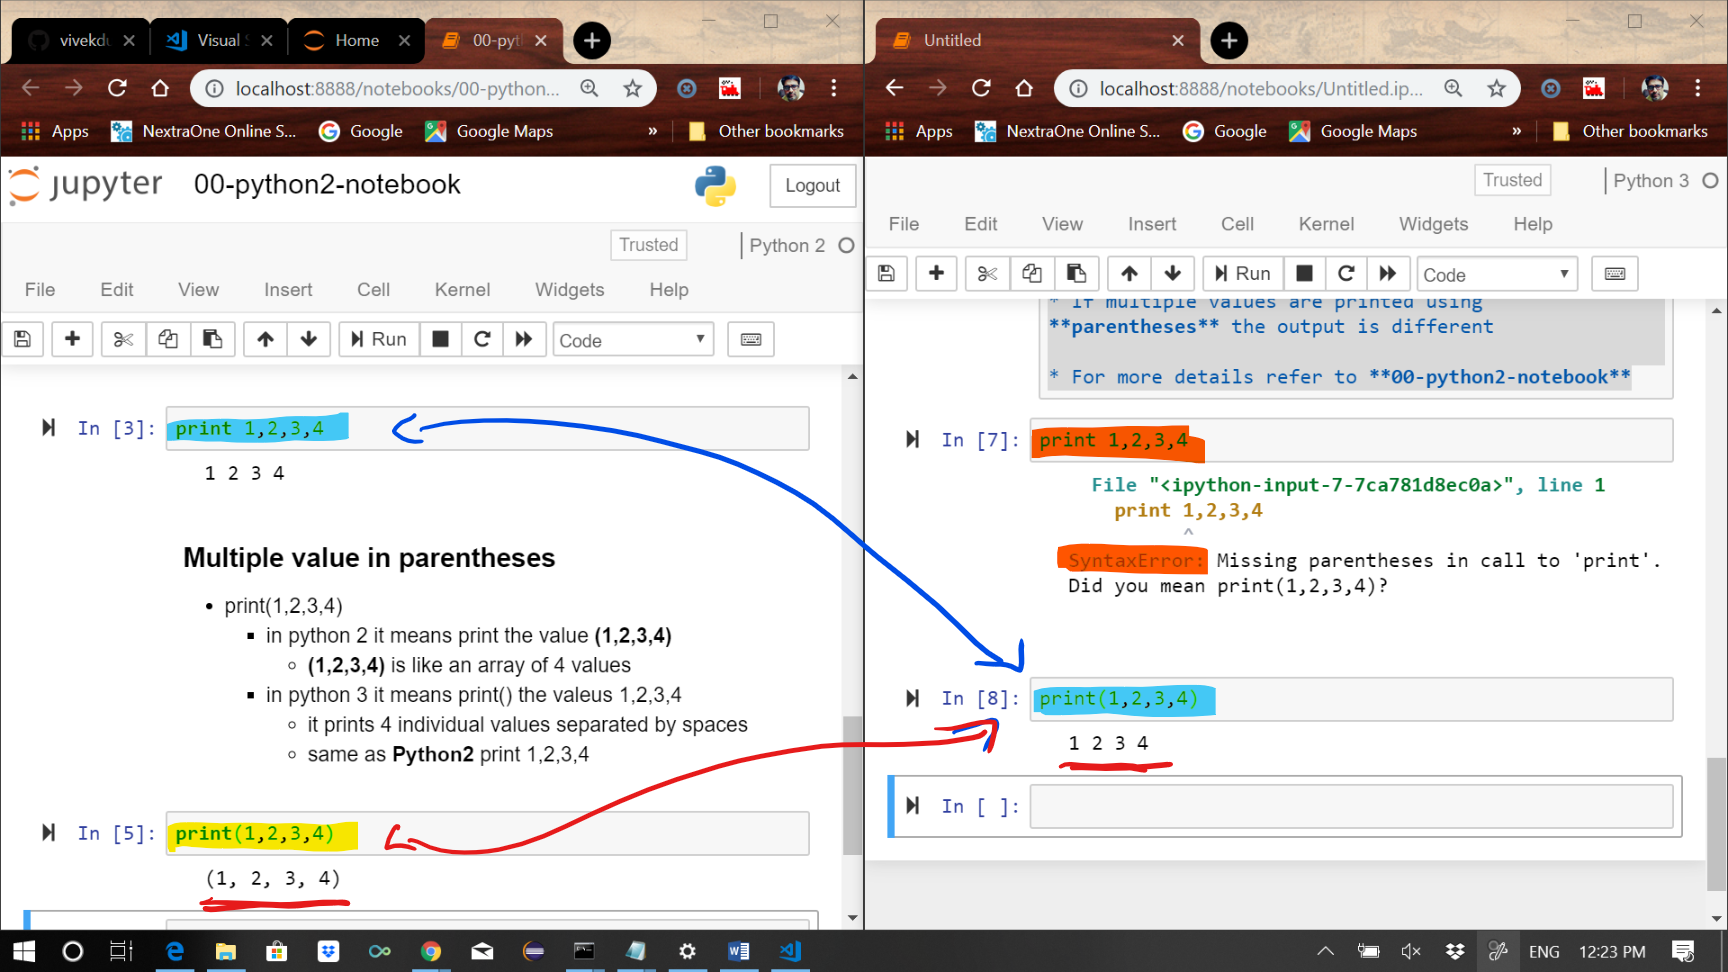 vivekdu
Visual S
Home
00-pyt
Untitled
localhost:8888/notebooks/00-python...
localhost:8888/notebooks/Untitled.ip...
Apps
NextraOne Online S...
Google
Google Maps
»
Other bookmarks
Apps
NextraOne Online S...
Google
Google Maps
»
Other bookmarks
jupyter
00-python2-notebook
Logout
Trusted
Python 2
File Edit View Insert Cell Kernel Widgets Help
Run
Code
In [3]: print 1,2,3,4
1 2 3 4
Multiple value in parentheses
• print(1,2,3,4)
▪ in python 2 it means print the value (1,2,3,4)
◦ (1,2,3,4) is like an array of 4 values
▪ in python 3 it means print() the valeus 1,2,3,4
◦ it prints 4 individual values separated by spaces
◦ same as Python2 print 1,2,3,4
In [5]: print(1,2,3,4)
(1, 2, 3, 4)
Trusted
Python 3
File Edit View Insert Cell Kernel Widgets Help
Run
Code
* If multiple values are printed using
**parentheses** the output is different
* For more details refer to **00-python2-notebook**
In [7]: print 1,2,3,4
File "<ipython-input-7-7ca781d8ec0a>", line 1
print 1,2,3,4
^
SyntaxError: Missing parentheses in call to 'print'.
Did you mean print(1,2,3,4)?
In [8]: print(1,2,3,4)
1 2 3 4
In [ ]:
ENG
12:23 PM